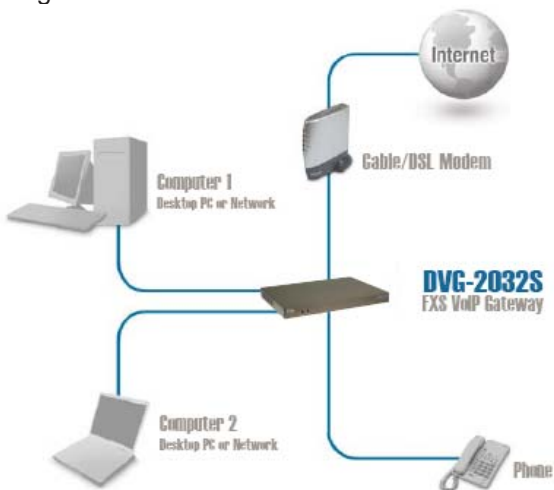 Internet
Cable/DSL Modem
Computer 1
Desktop PC or Network
DVG-2032S
FXS VoIP Gateway
Computer 2
Desktop PC or Network
Phone